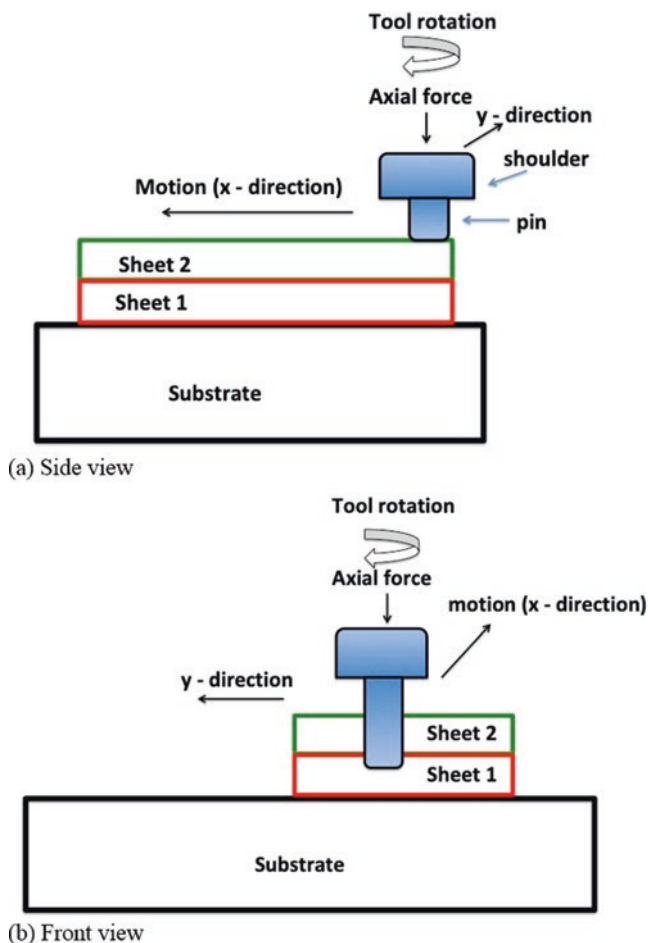 Tool rotation
Axial force
y - direction
shoulder
Motion (x - direction)
pin
Sheet 2
Sheet 1
Substrate
(a) Side view
Tool rotation
Axial force
motion (x - direction)
y - direction
Sheet 2
Sheet 1
Substrate
(b) Front view